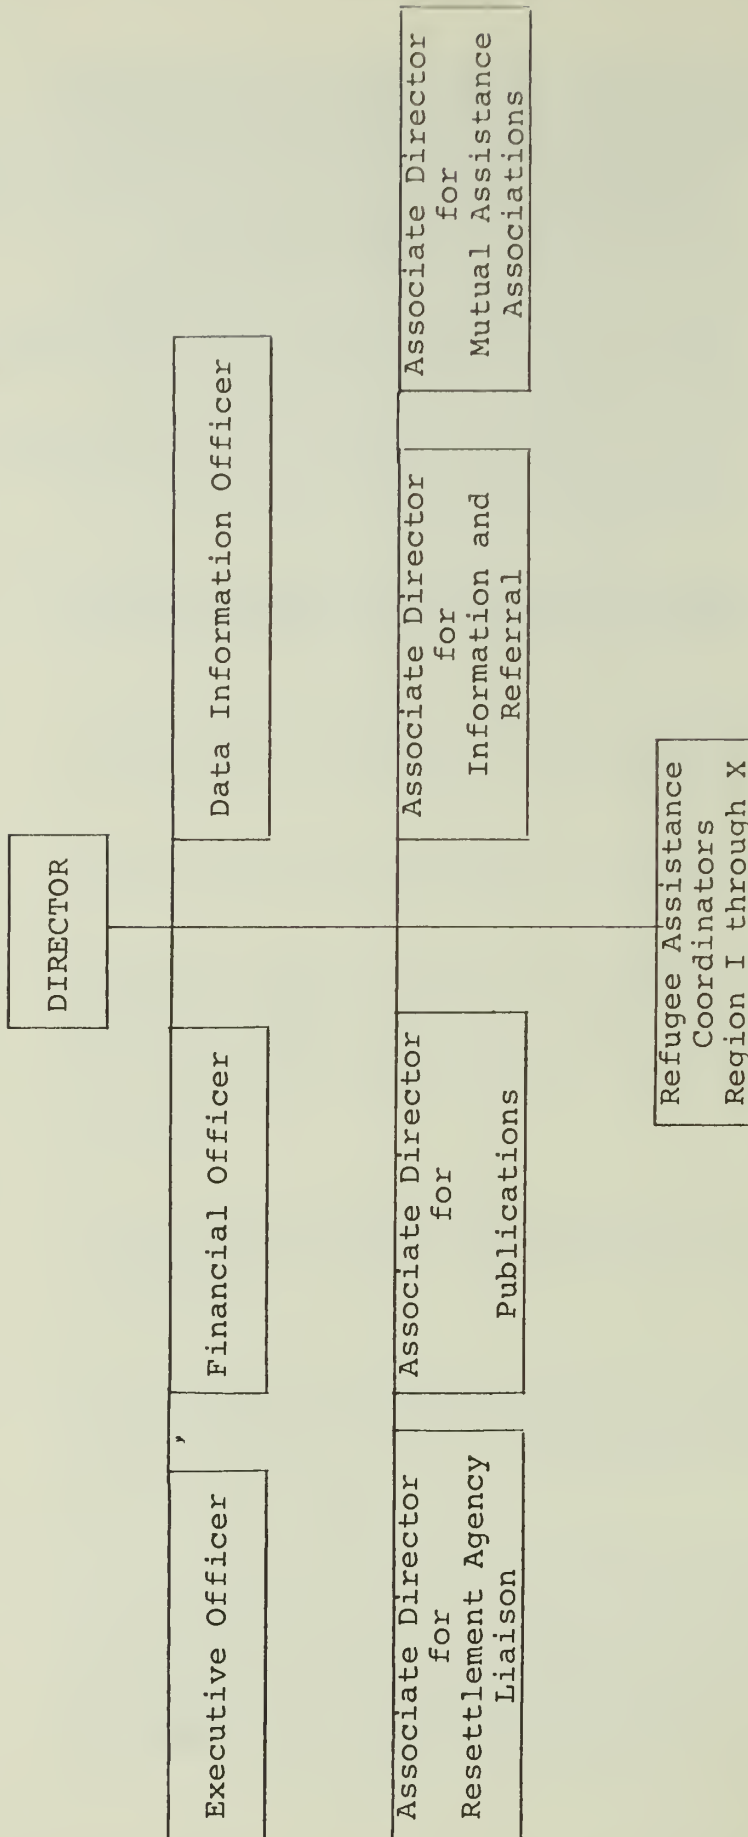 DIRECTOR
Executive Officer
Financial Officer
Data Information Officer
Associate Director
for
Resettlement Agency
Liaison
Associate Director
for
Publications
Associate Director
for
Information and
Referral
Associate Director
for
Mutual Assistance
Associations
Refugee Assistance
Coordinators
Region I through X